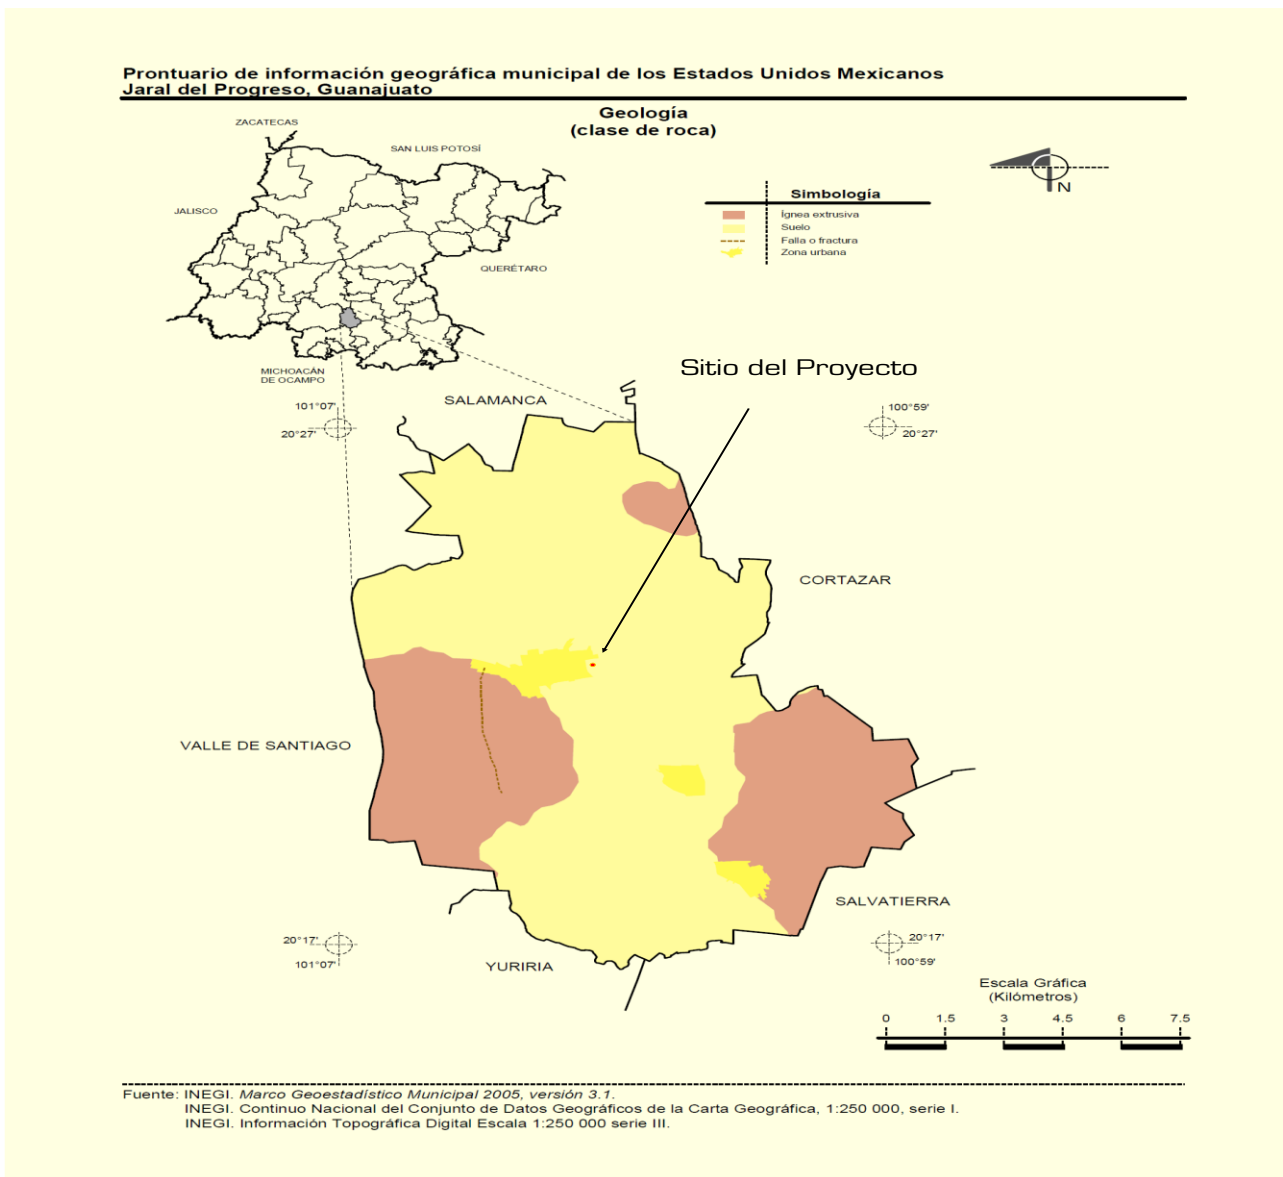 Prontuario de información geográfica municipal de los Estados Unidos Mexicanos
Jaral del Progreso, Guanajuato
Geología
(clase de roca)
ZACATECAS
SAN LUIS POTOSÍ
JALISCO
QUERÉTARO
MICHOACÁN
DE OCAMPO
N
Simbología
Ígnea extrusiva
Suelo
Falla o fractura
Zona urbana
Sitio del Proyecto
SALAMANCA
101°07'
20°27'
100°59'
20°27'
CORTAZAR
VALLE DE SANTIAGO
SALVATIERRA
YURIRIA
20°17'
101°07'
20°17'
100°59'
Escala Gráfica
(Kilómetros)
0 1.5 3 4.5 6 7.5
Fuente: INEGI. Marco Geoestadístico Municipal 2005, versión 3.1.
INEGI. Continuo Nacional del Conjunto de Datos Geográficos de la Carta Geográfica, 1:250 000, serie I.
INEGI. Información Topográfica Digital Escala 1:250 000 serie III.